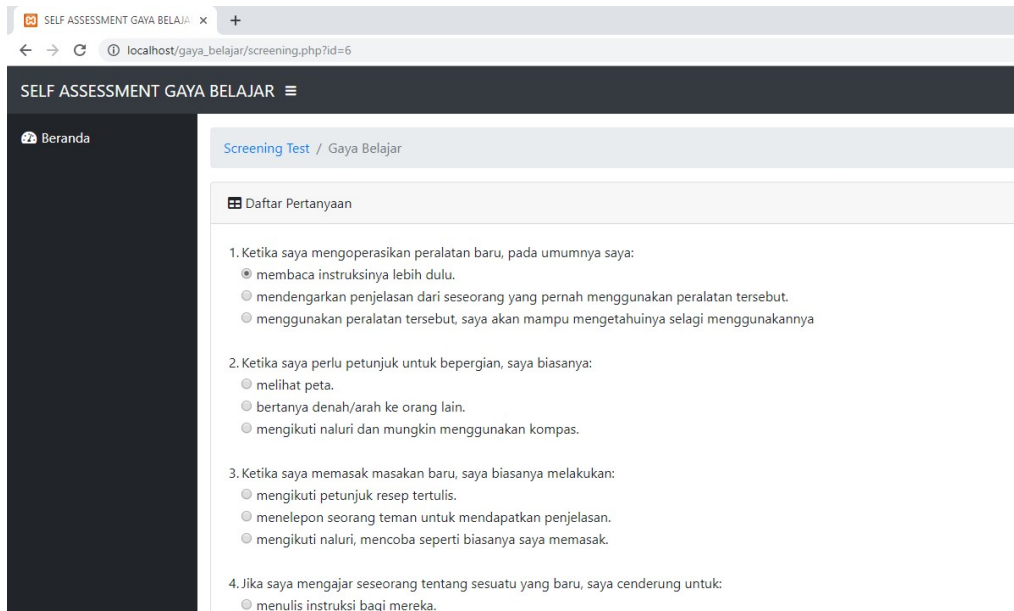 SELF ASSESSMENT GAYA BELAJA
localhost/gaya_belajar/screening.php?id=6
SELF ASSESSMENT GAYA BELAJAR
Beranda
Screening Test / Gaya Belajar
Daftar Pertanyaan
1. Ketika saya mengoperasikan peralatan baru, pada umumnya saya:
membaca instruksinya lebih dulu.
mendengarkan penjelasan dari seseorang yang pernah menggunakan peralatan tersebut.
menggunakan peralatan tersebut, saya akan mampu mengetahuinya selagi menggunakannya
2. Ketika saya perlu petunjuk untuk bepergian, saya biasanya:
melihat peta.
bertanya denah/arah ke orang lain.
mengikuti naluri dan mungkin menggunakan kompas.
3. Ketika saya memasak masakan baru, saya biasanya melakukan:
mengikuti petunjuk resep tertulis.
menelepon seorang teman untuk mendapatkan penjelasan.
mengikuti naluri, mencoba seperti biasanya saya memasak.
4. Jika saya mengajar seseorang tentang sesuatu yang baru, saya cenderung untuk:
menulis instruksi bagi mereka.